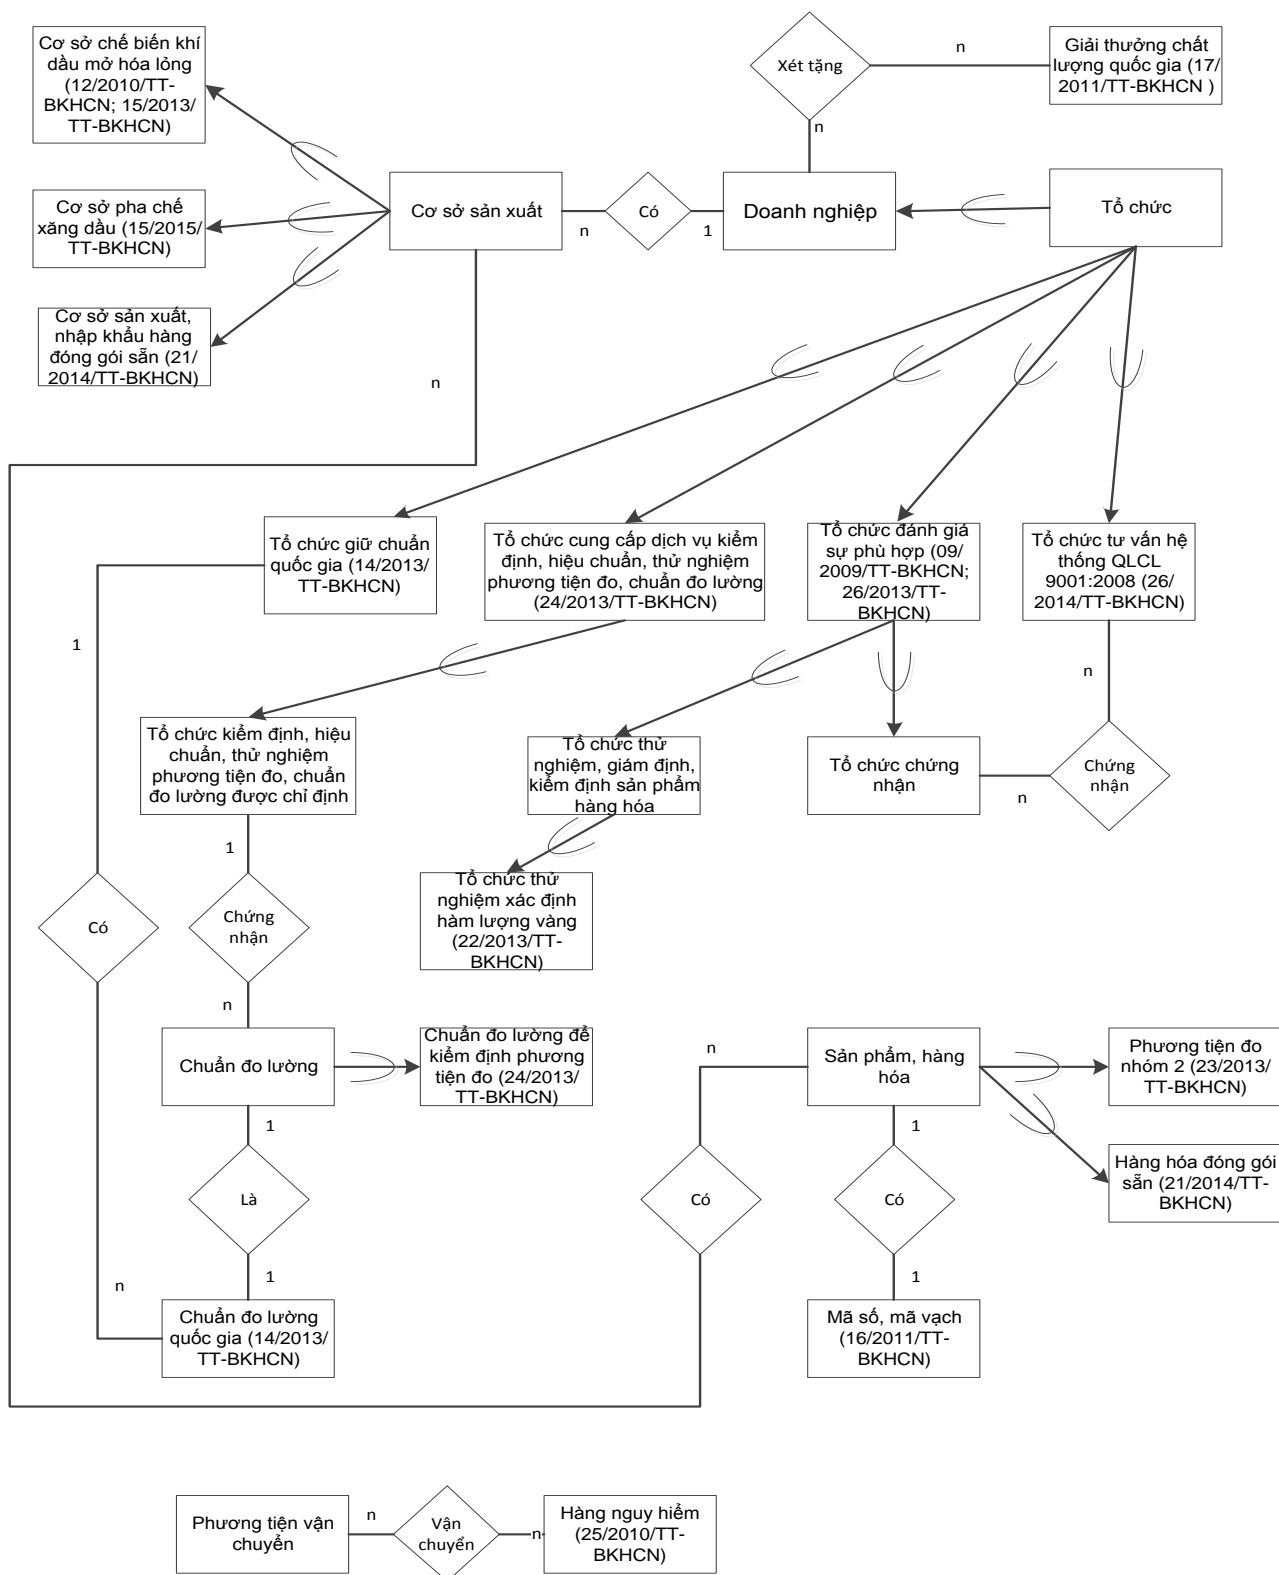 Cơ sở chế biến khí
dầu mở hóa lỏng
(12/2010/TT-
BKHCN; 15/2013/
TT-BKHCN)
Xét tặng
n
Giải thưởng chất
lượng quốc gia (17/
2011/TT-BKHCN )
n
Cơ sở pha chế
xăng dầu (15/2015/
TT-BKHCN)
Cơ sở sản xuất
n
Có
1
Doanh nghiệp
Tổ chức
Cơ sở sản xuất,
nhập khẩu hàng
đóng gói sẵn (21/
2014/TT-BKHCN)
n
Tổ chức giữ chuẩn
quốc gia (14/2013/
TT-BKHCN)
Tổ chức cung cấp dịch vụ kiểm
định, hiệu chuẩn, thử nghiệm
phương tiện đo, chuẩn đo lường
(24/2013/TT-BKHCN)
Tổ chức đánh giá
sự phù hợp (09/
2009/TT-BKHCN;
26/2013/TT-
BKHCN)
Tổ chức tư vấn hệ
thống QLCL
9001:2008 (26/
2014/TT-BKHCN)
1
n
Tổ chức kiểm định, hiệu
chuẩn, thử nghiệm
phương tiện đo, chuẩn
đo lường được chỉ định
Tổ chức thử
nghiệm, giám định,
kiểm định sản phẩm
hàng hóa
Tổ chức chứng
nhận
n
Chứng
nhận
1
Có
Chứng
nhận
Tổ chức thử
nghiệm xác định
hàm lượng vàng
(22/2013/TT-
BKHCN)
n
Chuẩn đo lường
Chuẩn đo lường để
kiểm định phương
tiện đo (24/2013/
TT-BKHCN)
n
Sản phẩm, hàng
hóa
Phương tiện đo
nhóm 2 (23/2013/
TT-BKHCN)
1
1
Là
Có
Có
Hàng hóa đóng gói
sẵn (21/2014/TT-
BKHCN)
n
1
1
Chuẩn đo lường
quốc gia (14/2013/
TT-BKHCN)
Mã số, mã vạch
(16/2011/TT-
BKHCN)
Phương tiện vận
chuyển
n
Vận
chuyển
n
Hàng nguy hiểm
(25/2010/TT-
BKHCN)